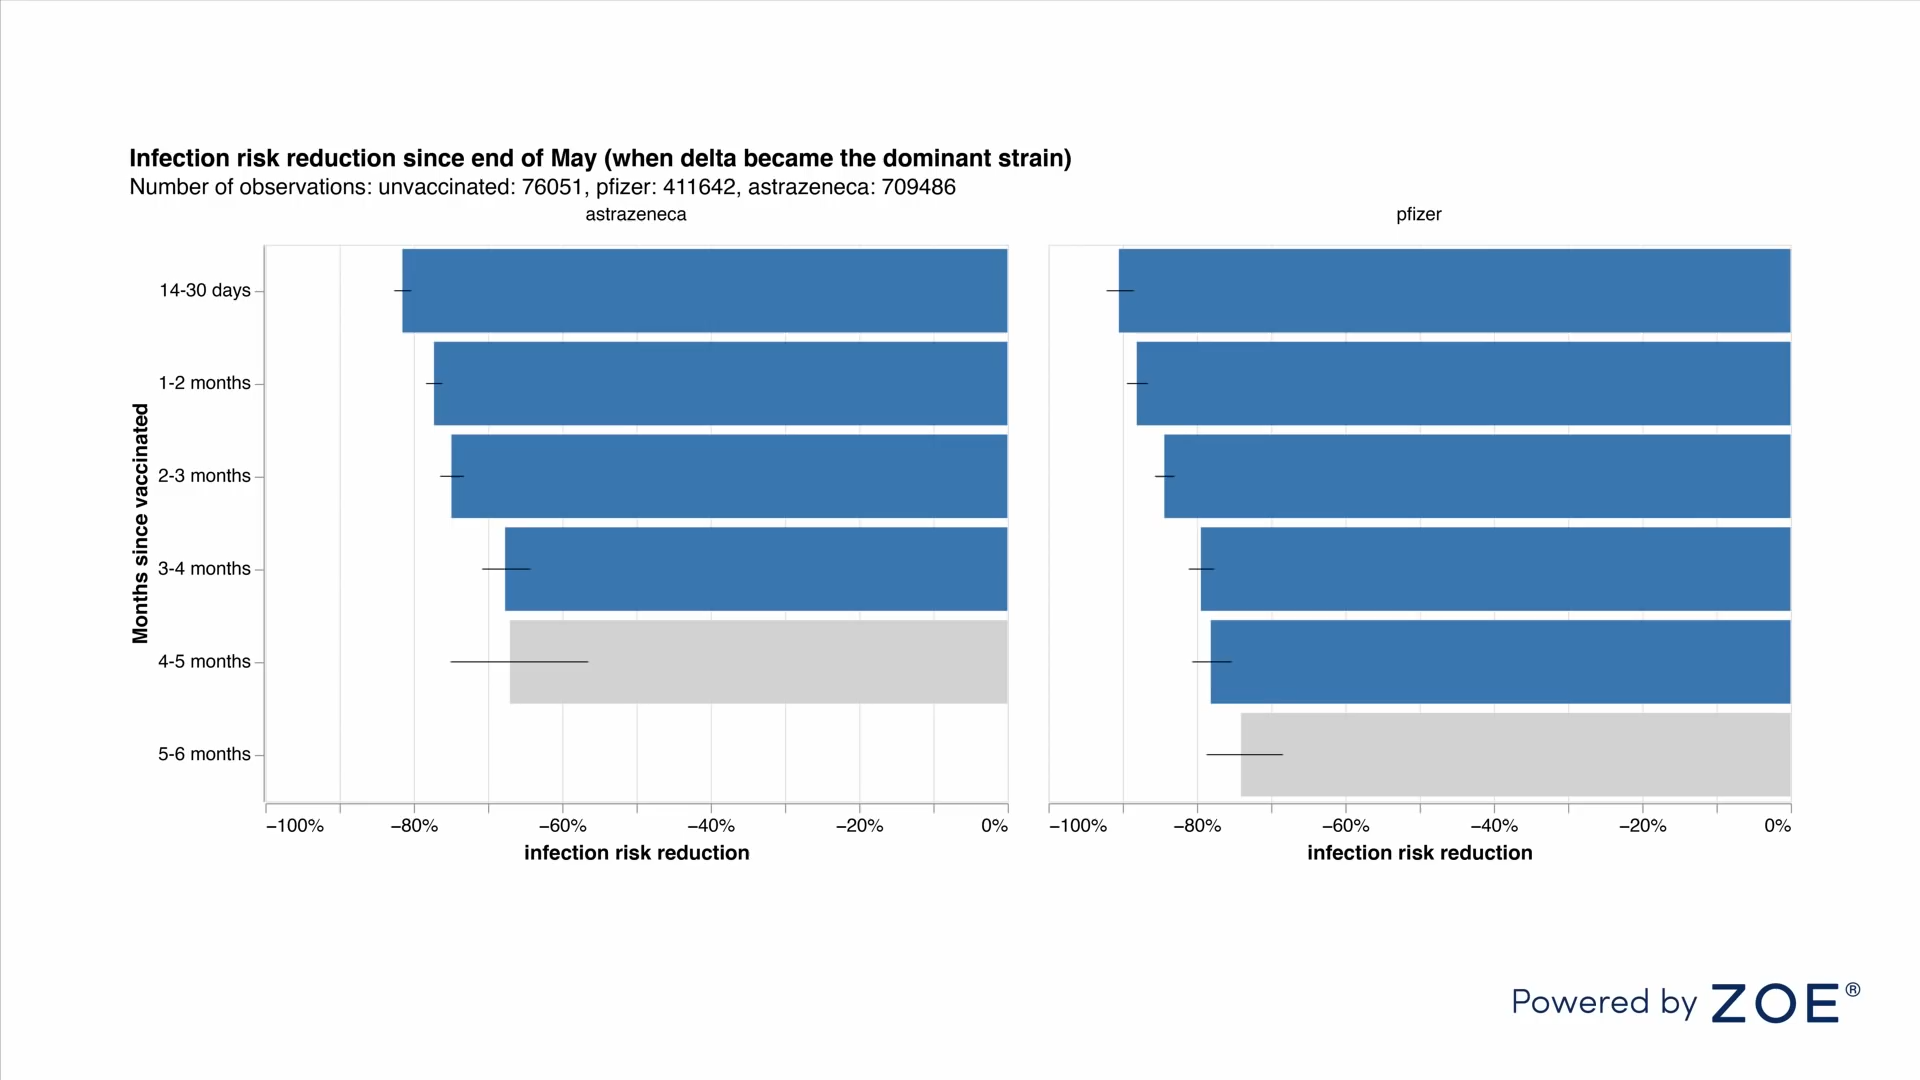 Infection risk reduction since end of May (when delta became the dominant strain)
Number of observations: unvaccinated: 76051, pfizer: 411642, astrazeneca: 709486
astrazeneca
pfizer
Months since vaccinated
14-30 days
1-2 months
2-3 months
3-4 months
4-5 months
5-6 months
−100% −80% −60% −40% −20% 0%
infection risk reduction
−100% −80% −60% −40% −20% 0%
infection risk reduction
Powered by ZOE®